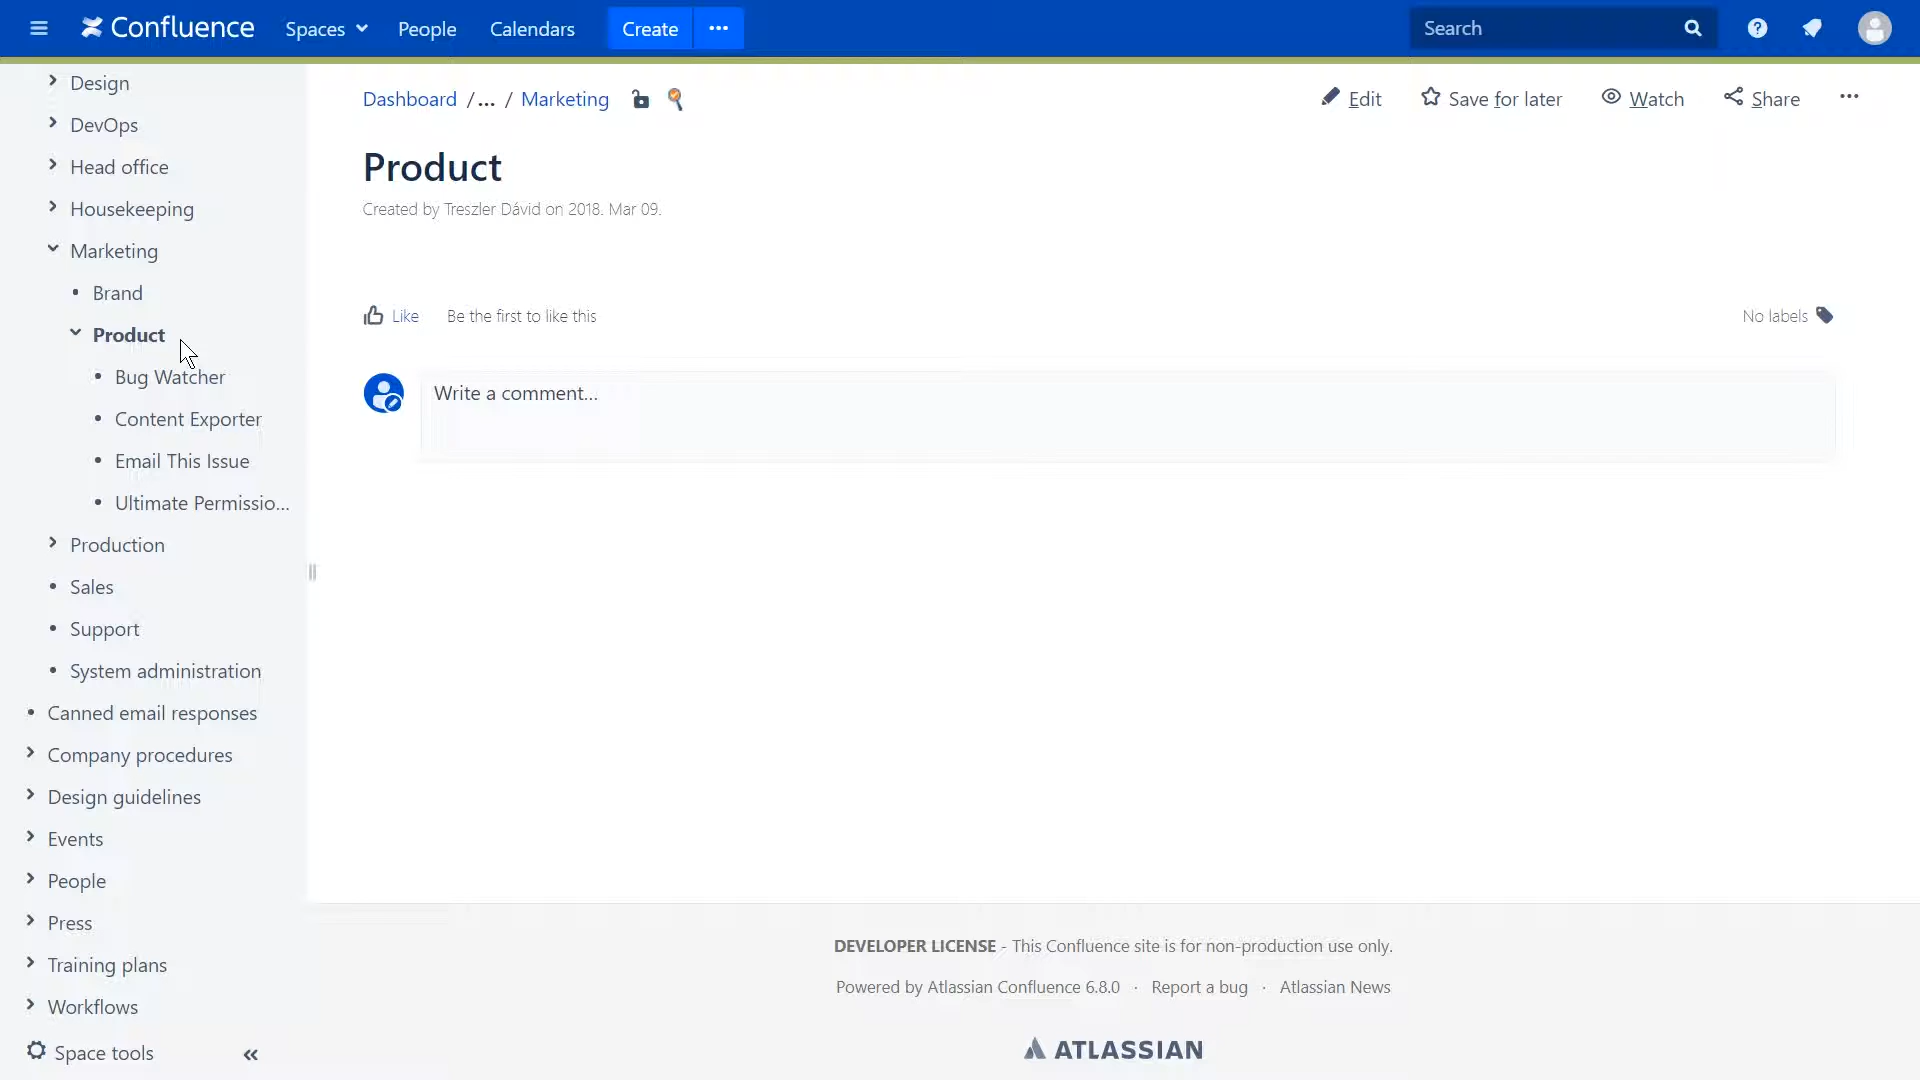 Confluence Spaces People Calendars Create ••• Search
Design
DevOps
Head office
Housekeeping
Marketing
Brand
Product
Bug Watcher
Content Exporter
Email This Issue
Ultimate Permissio...
Production
Sales
Support
System administration
Canned email responses
Company procedures
Design guidelines
Events
People
Press
Training plans
Workflows
Space tools
Dashboard /... / Marketing
Edit Save for later Watch Share •••
Product
Created by Treszler Dávid on 2018. Mar 09.
Like Be the first to like this No labels
Write a comment...
DEVELOPER LICENSE - This Confluence site is for non-production use only.
Powered by Atlassian Confluence 6.8.0 · Report a bug · Atlassian News
ATLASSIAN